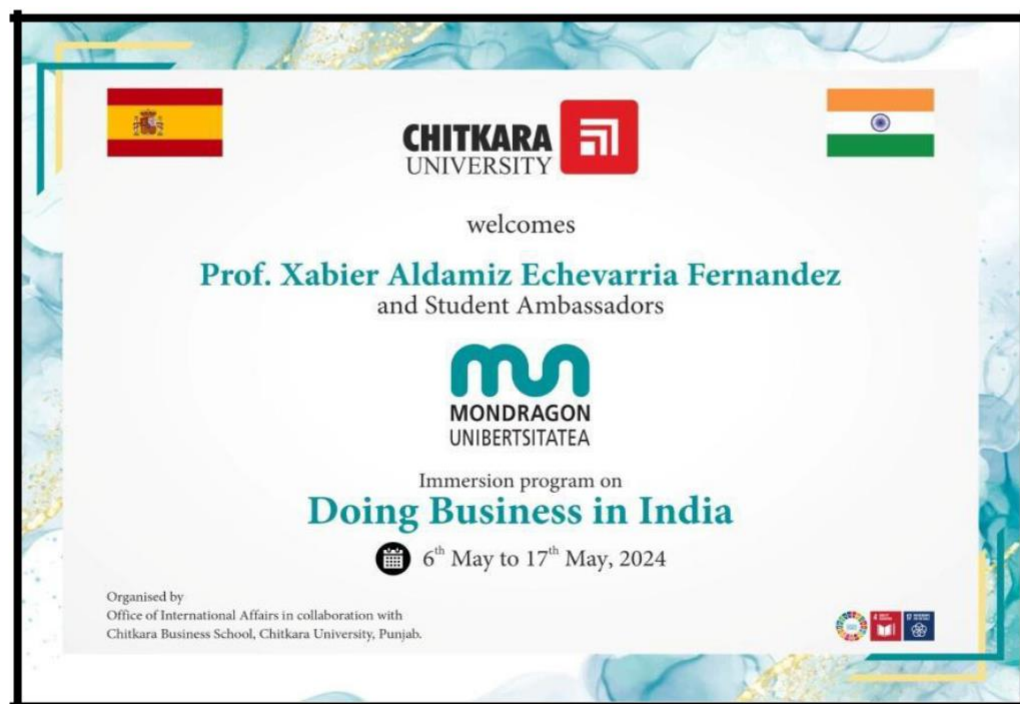 CHITKARA
UNIVERSITY
welcomes
Prof. Xabier Aldamiz Echevarria Fernandez
and Student Ambassadors
MONDRAGON
UNIBERTSITATEA
Immersion program on
Doing Business in India
6th May to 17th May, 2024
Organised by
Office of International Affairs in collaboration with
Chitkara Business School, Chitkara University, Punjab.
4
17